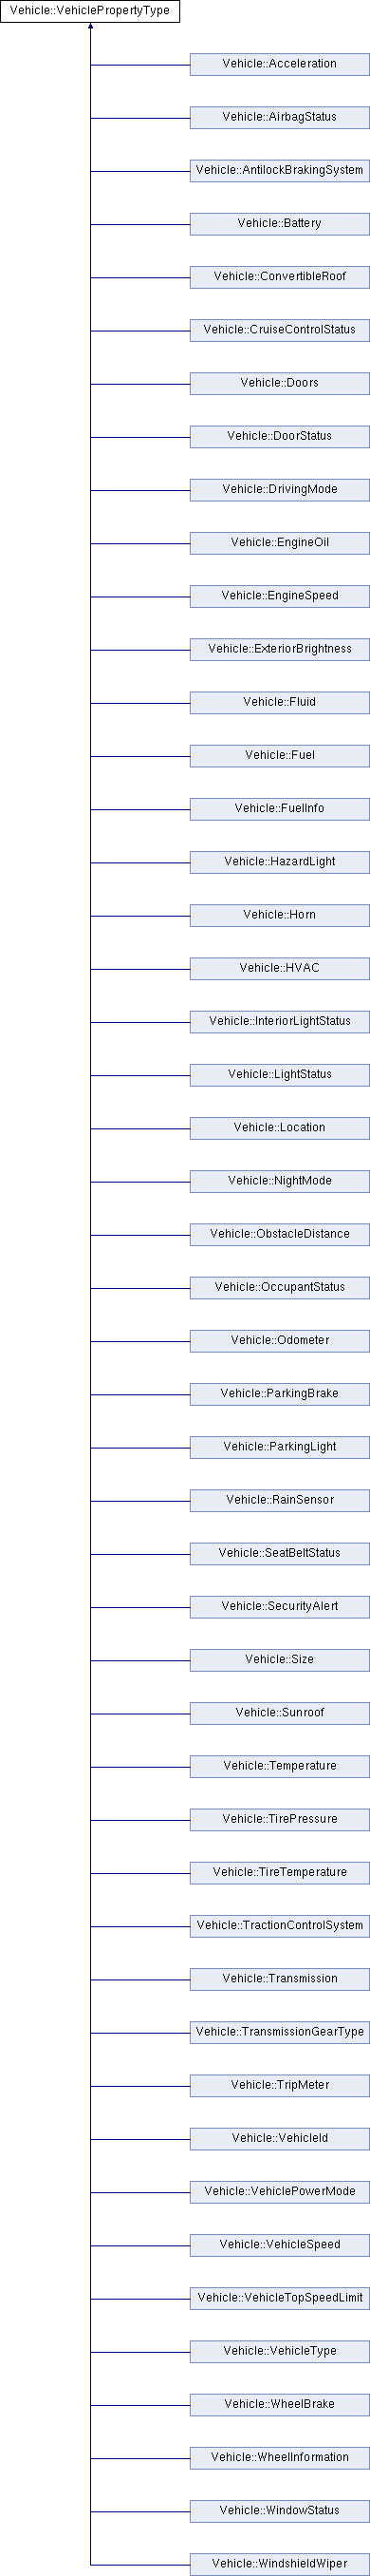 Vehicle::VehiclePropertyType
Vehicle::Acceleration
Vehicle::AirbagStatus
Vehicle::AntilockBrakingSystem
Vehicle::Battery
Vehicle::ConvertibleRoof
Vehicle::CruiseControlStatus
Vehicle::Doors
Vehicle::DoorStatus
Vehicle::DrivingMode
Vehicle::EngineOil
Vehicle::EngineSpeed
Vehicle::ExteriorBrightness
Vehicle::Fluid
Vehicle::Fuel
Vehicle::FuelInfo
Vehicle::HazardLight
Vehicle::Horn
Vehicle::HVAC
Vehicle::InteriorLightStatus
Vehicle::LightStatus
Vehicle::Location
Vehicle::NightMode
Vehicle::ObstacleDistance
Vehicle::OccupantStatus
Vehicle::Odometer
Vehicle::ParkingBrake
Vehicle::ParkingLight
Vehicle::RainSensor
Vehicle::SeatBeltStatus
Vehicle::SecurityAlert
Vehicle::Size
Vehicle::Sunroof
Vehicle::Temperature
Vehicle::TirePressure
Vehicle::TireTemperature
Vehicle::TractionControlSystem
Vehicle::Transmission
Vehicle::TransmissionGearType
Vehicle::TripMeter
Vehicle::VehicleId
Vehicle::VehiclePowerMode
Vehicle::VehicleSpeed
Vehicle::VehicleTopSpeedLimit
Vehicle::VehicleType
Vehicle::WheelBrake
Vehicle::WheelInformation
Vehicle::WindowStatus
Vehicle::WindshieldWiper